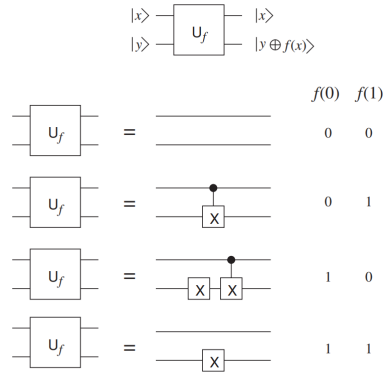 |x⟩ U_f |x⟩
|y⟩ |y ⊕ f(x)⟩
f(0) f(1)
U_f = 0 0
U_f = X 0 1
U_f = X X 1 0
U_f = X 1 1